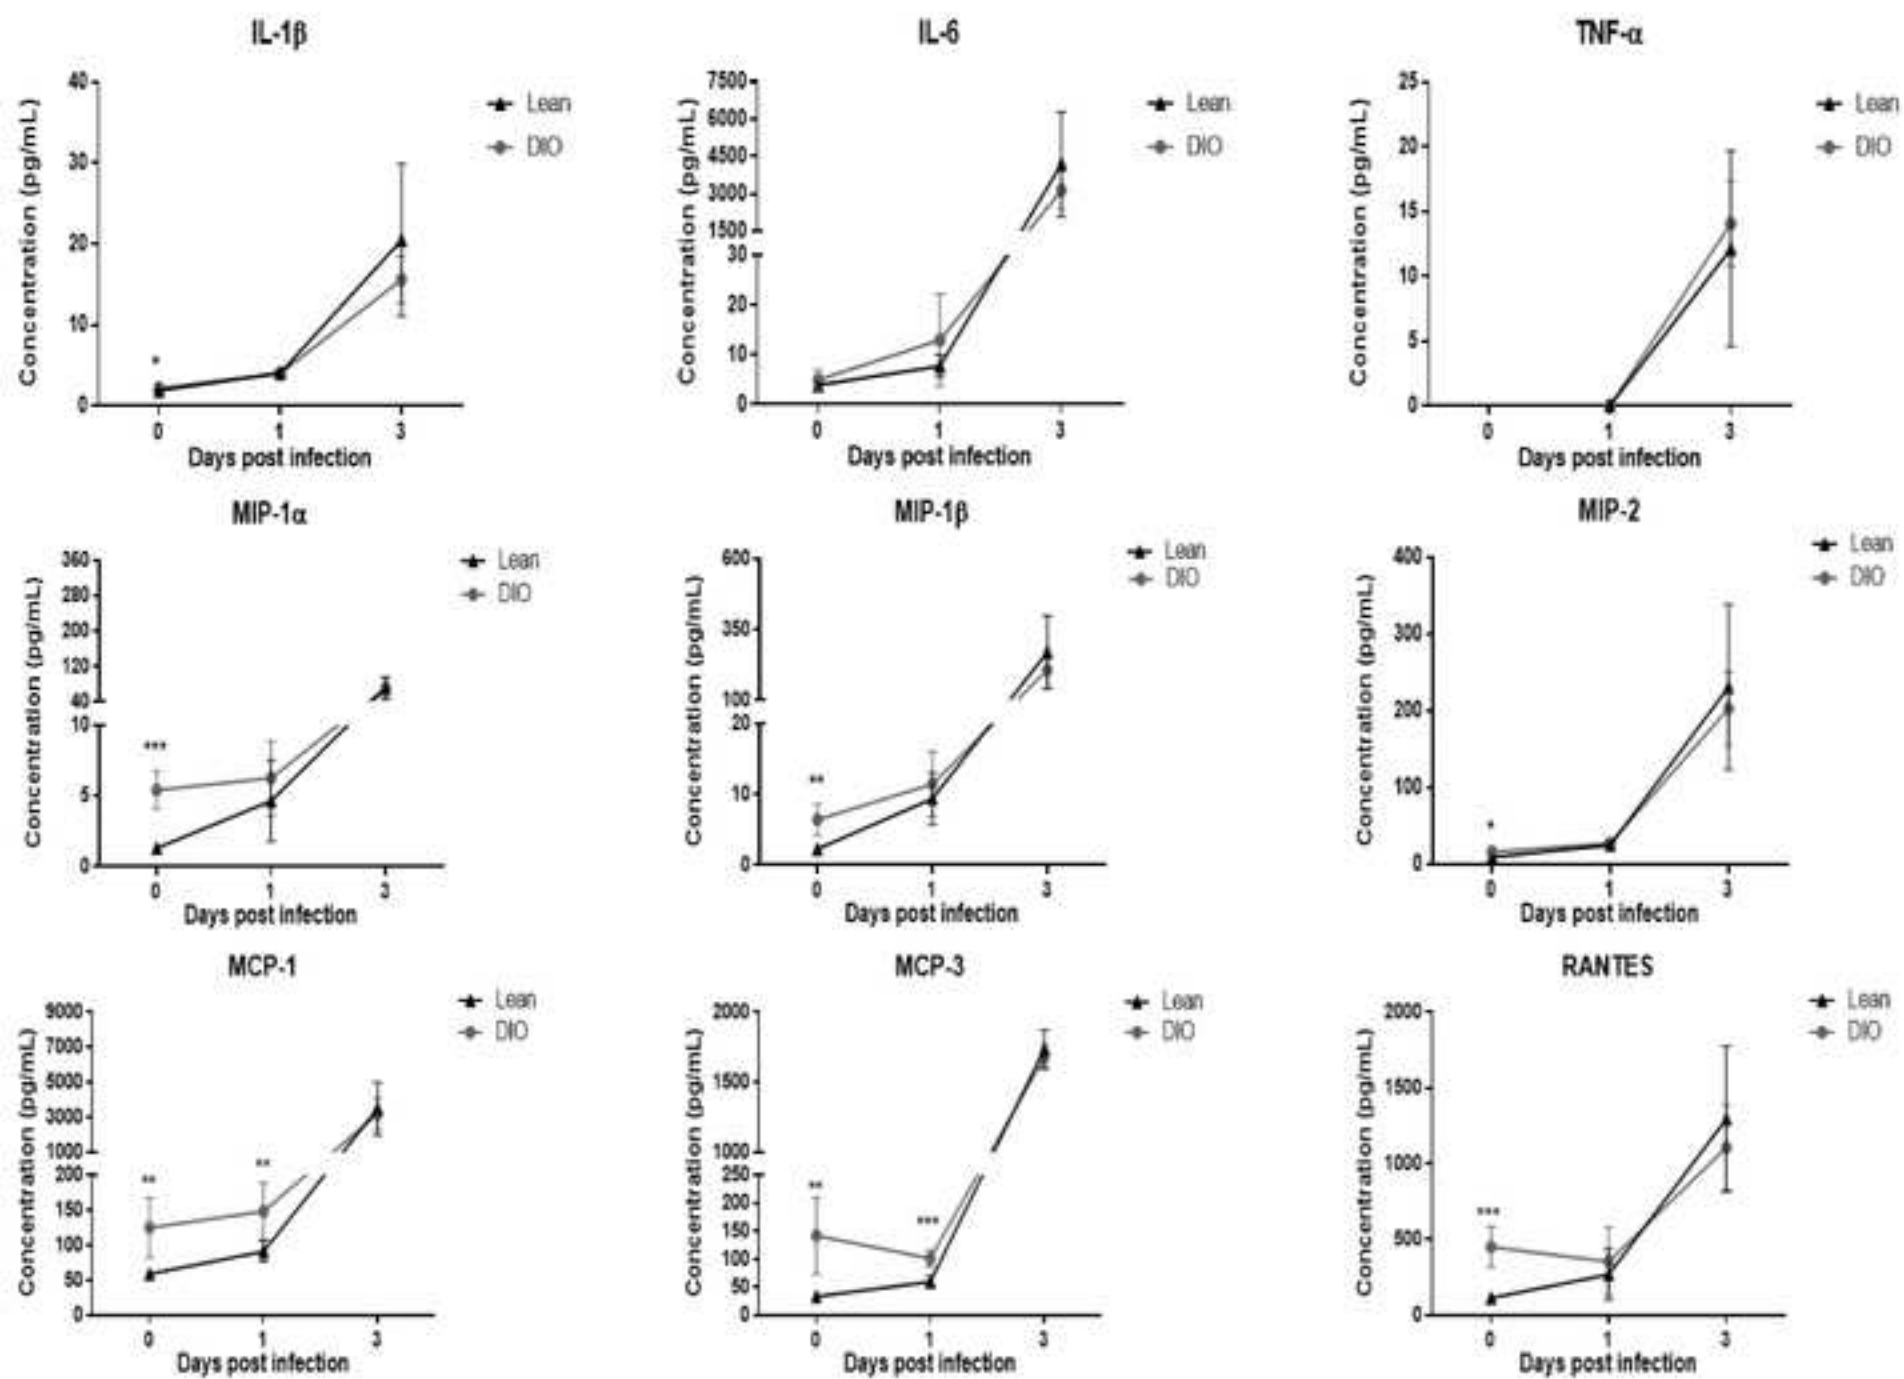 IL-1β
Concentration (pg/mL)
40
30
20
10
0
*
0 1 3
Days post infection
Lean
DIO
IL-6
Concentration (pg/mL)
7500
6000
4500
3000
1500
30
20
10
0
0 1 3
Days post infection
Lean
DIO
TNF-α
Concentration (pg/mL)
25
20
15
10
5
0
0 1 3
Days post infection
Lean
DIO
MIP-1α
Concentration (pg/mL)
360
280
200
120
40
10
5
0
***
0 1 3
Days post infection
Lean
DIO
MIP-1β
Concentration (pg/mL)
600
350
100
20
10
0
**
0 1 3
Days post infection
Lean
DIO
MIP-2
Concentration (pg/mL)
400
300
200
100
0
*
0 1 3
Days post infection
Lean
DIO
MCP-1
Concentration (pg/mL)
9000
7000
5000
3000
1000
200
150
100
50
0
** **
0 1 3
Days post infection
Lean
DIO
MCP-3
Concentration (pg/mL)
2000
1500
1000
250
200
150
100
50
0
** ***
0 1 3
Days post infection
Lean
DIO
RANTES
Concentration (pg/mL)
2000
1500
1000
500
0
***
0 1 3
Days post infection
Lean
DIO